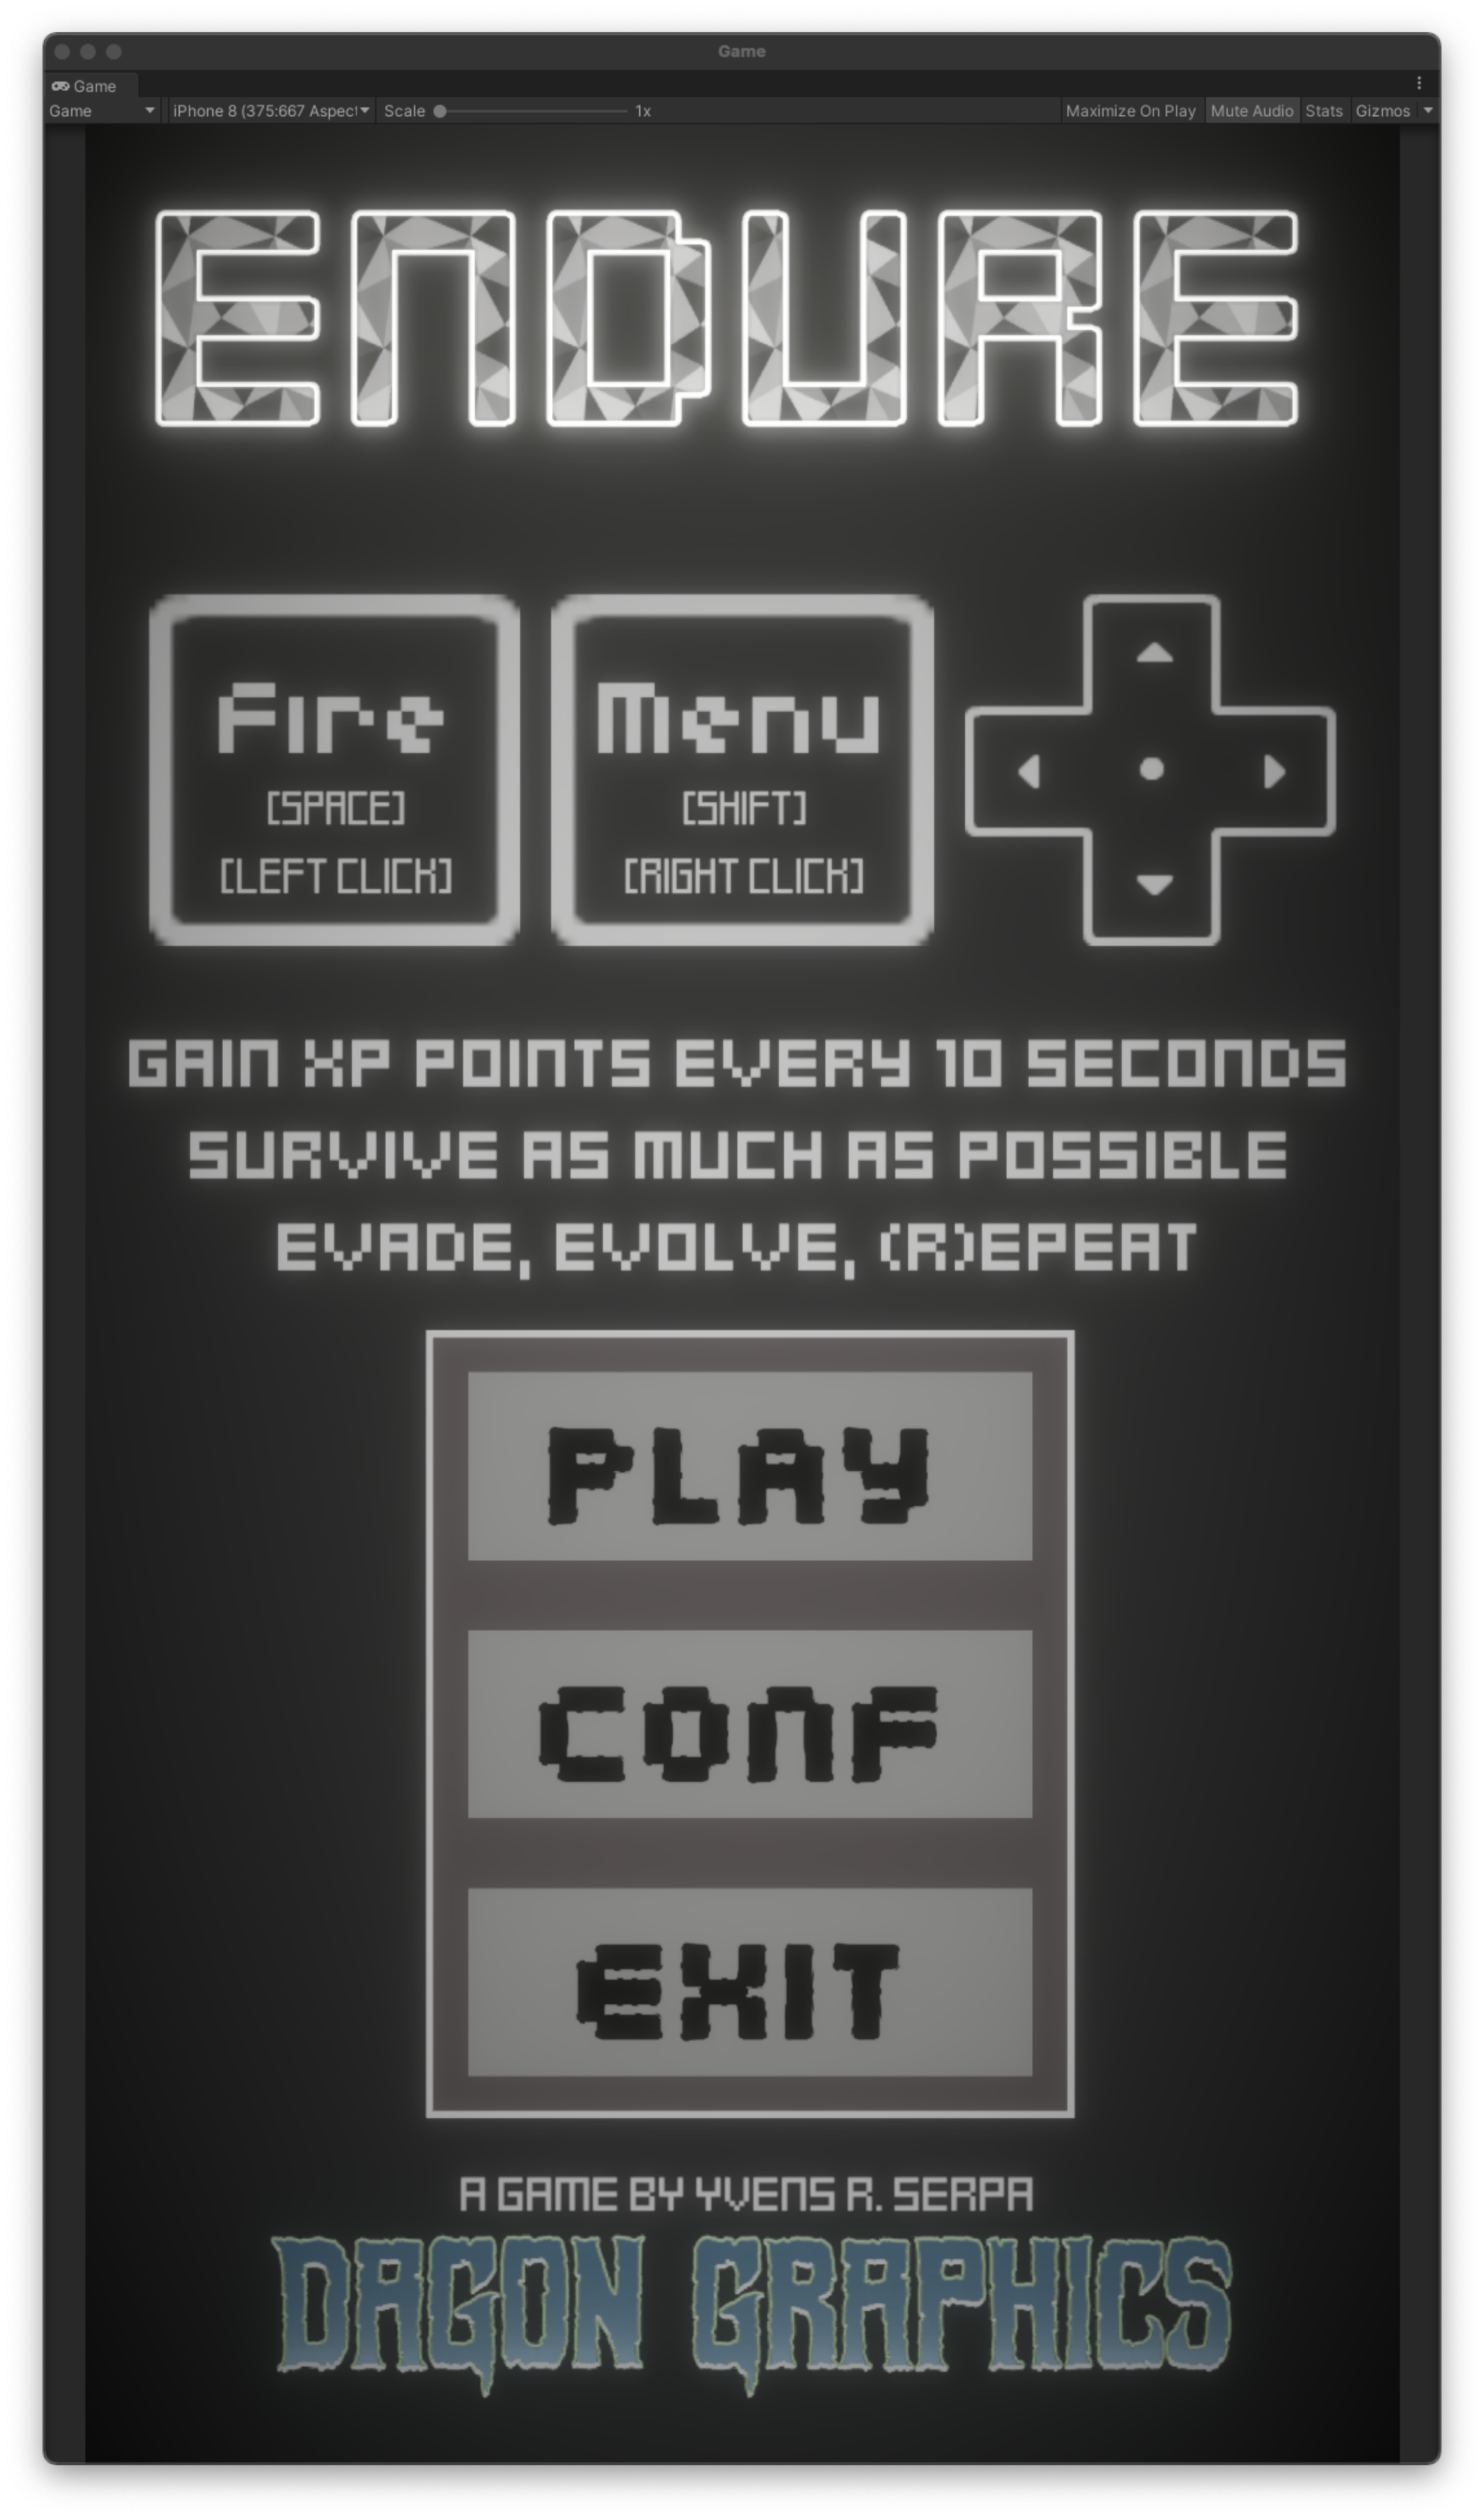 Game
Game
Game iPhone 8 (375:667 Aspect Scale 1x Maximize On Play Mute Audio Stats Gizmos
ENDURE
Fire Menu
[SPACE] [SHIFT]
[LEFT CLICK] [RIGHT CLICK]
GAIN XP POINTS EVERY 10 SECONDS
SURVIVE AS MUCH AS POSSIBLE
EVADE, EVOLVE, (R)EPEAT
PLAY
CONF
EXIT
A GAME BY YVENS R. SERPA
DAGON GRAPHICS